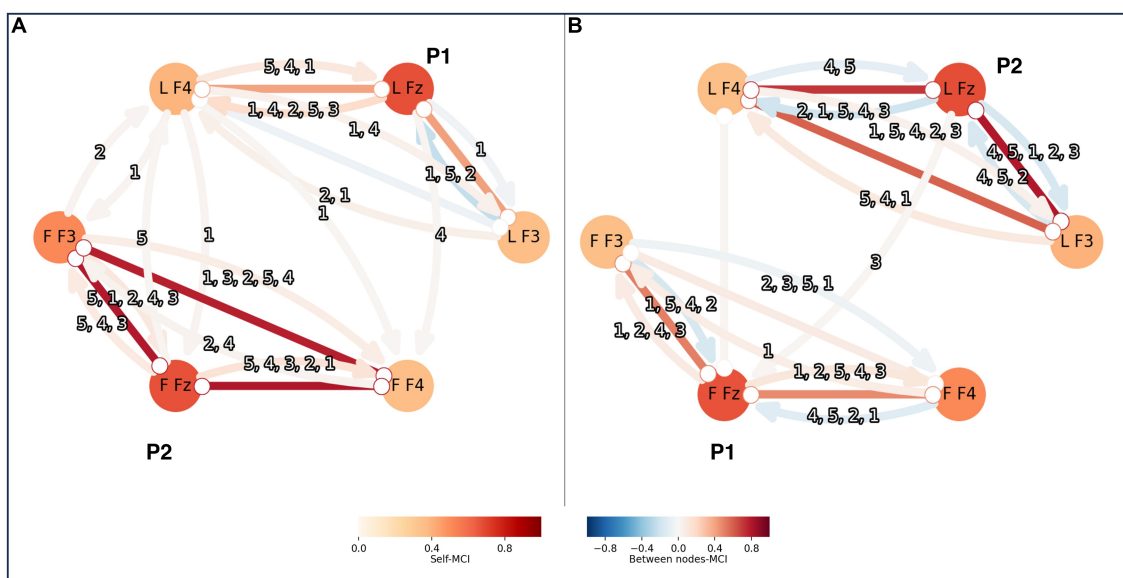 A
B
P1
P2
5, 4, 1
4, 5
L F4
L Fz
L F4
L Fz
1, 4, 2, 5, 3
2, 1, 5, 4, 3
1, 4
1, 5, 4, 2, 3
2
1
4, 5, 1, 2, 3
1
1, 5, 2
4, 5, 2
2, 1
5, 4, 1
1
F F3
5
1
4
L F3
F F3
L F3
3
1, 3, 2, 5, 4
2, 3, 5, 1
5, 1, 2, 4, 3
1, 5, 4, 2
5, 4, 3
1, 2, 4, 3
2, 4
1
5, 4, 3, 2, 1
1, 2, 5, 4, 3
F Fz
F F4
F Fz
F F4
4, 5, 2, 1
P2
P1
0.0
0.4
0.8
−0.8
−0.4
0.0
0.4
0.8
Self-MCI
Between nodes-MCI